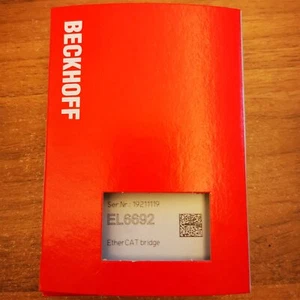 BECKHOFF
Ser.Nr.: 19211119
EL6692
EtherCAT bridge